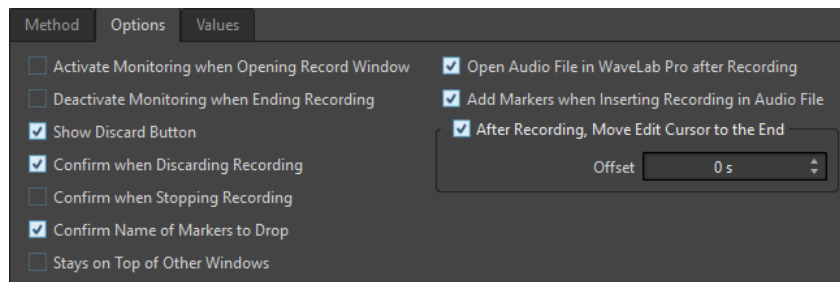 Method Options Values
Activate Monitoring when Opening Record Window
Deactivate Monitoring when Ending Recording
Show Discard Button
Confirm when Discarding Recording
Confirm when Stopping Recording
Confirm Name of Markers to Drop
Stays on Top of Other Windows
Open Audio File in WaveLab Pro after Recording
Add Markers when Inserting Recording in Audio File
After Recording, Move Edit Cursor to the End
Offset 0 s